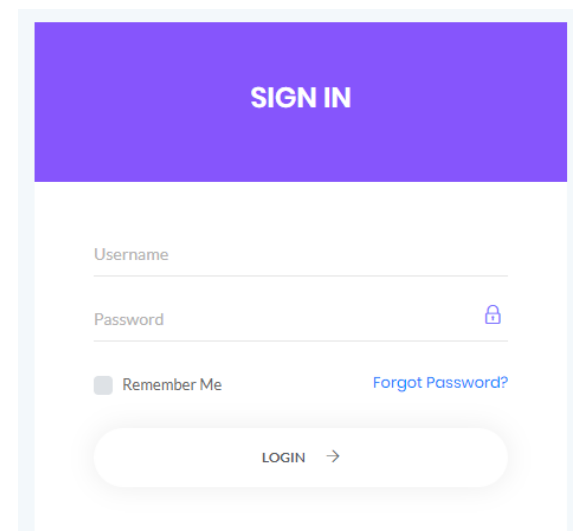 SIGN IN
Username
Password
Remember Me Forgot Password?
LOGIN →